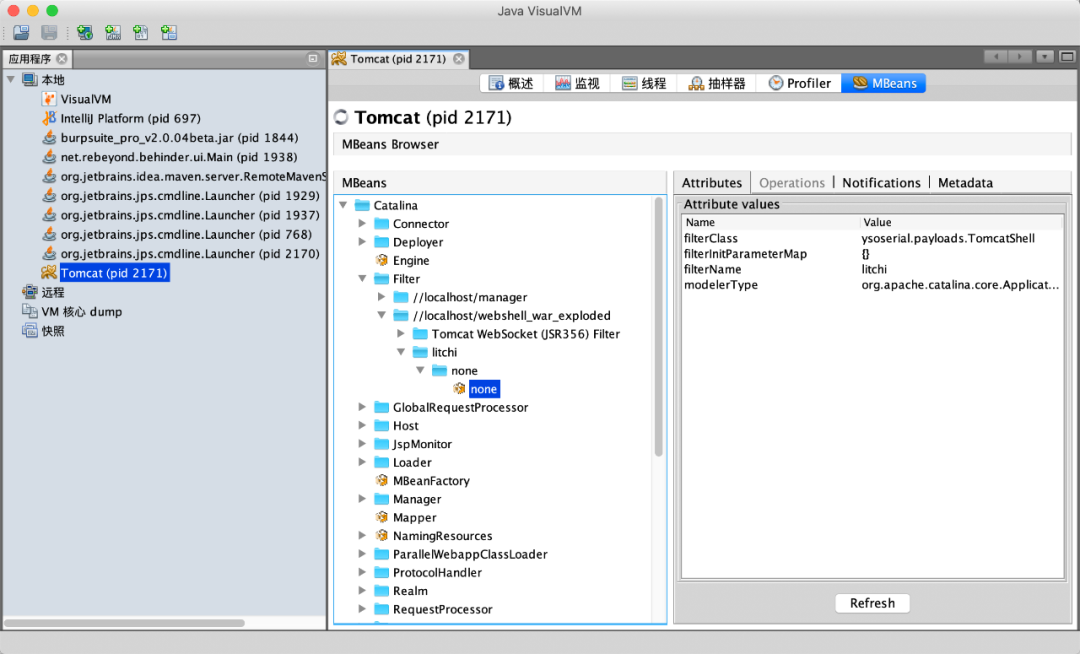 Java VisualVM
应用程序
本地
VisualVM
IntelliJ Platform (pid 697)
burpsuite_pro_v2.0.04beta.jar (pid 1844)
net.rebeyond.behinder.ui.Main (pid 1938)
org.jetbrains.idea.maven.server.RemoteMavenS
org.jetbrains.jps.cmdline.Launcher (pid 1929)
org.jetbrains.jps.cmdline.Launcher (pid 1937)
org.jetbrains.jps.cmdline.Launcher (pid 768)
org.jetbrains.jps.cmdline.Launcher (pid 2170)
Tomcat (pid 2171)
远程
VM 核心 dump
快照
Tomcat (pid 2171)
概述 监视 线程 抽样器 Profiler MBeans
Tomcat (pid 2171)
MBeans Browser
MBeans
Catalina
Connector
Deployer
Engine
Filter
//localhost/manager
//localhost/webshell_war_exploded
Tomcat WebSocket (JSR356) Filter
litchi
none
none
GlobalRequestProcessor
Host
JspMonitor
Loader
MBeanFactory
Manager
Mapper
NamingResources
ParallelWebappClassLoader
ProtocolHandler
Realm
RequestProcessor
Attributes Operations Notifications Metadata
Attribute values
Name Value
filterClass ysoserial.payloads.TomcatShell
filterInitParameterMap {}
filterName litchi
modelerType org.apache.catalina.core.Applicat...
Refresh